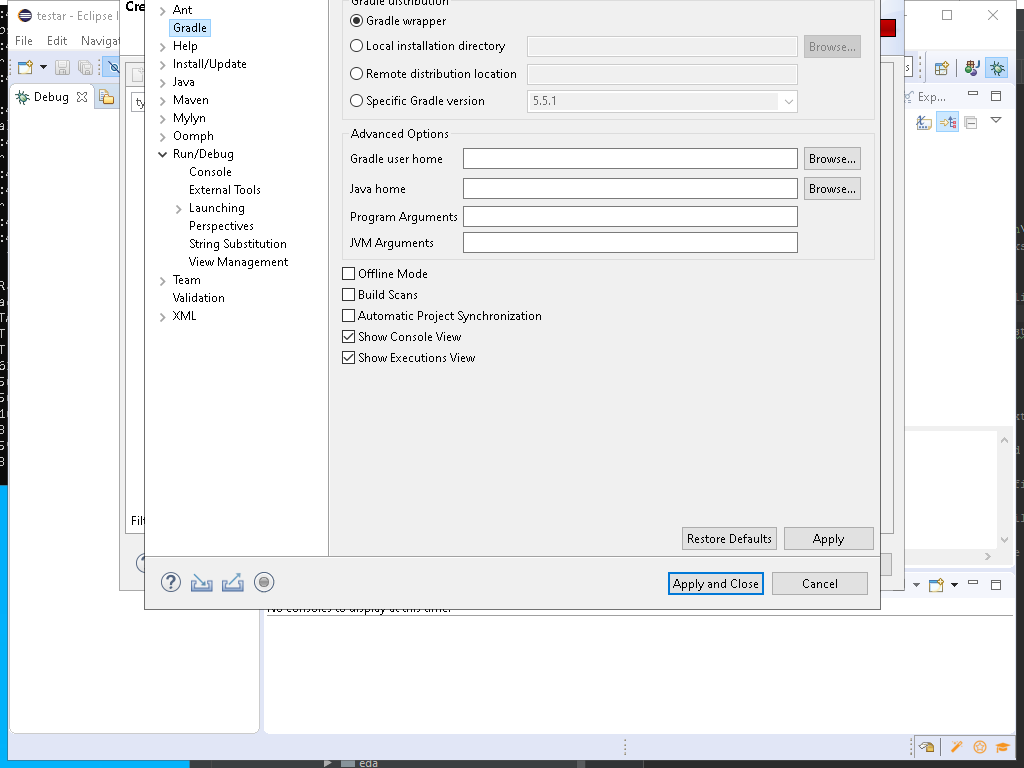 testar - Eclipse I
Cre
File Edit Navigat
Debug
Exp...
Ant
Gradle
Help
Install/Update
Java
Maven
Mylyn
Oomph
Run/Debug
Console
External Tools
Launching
Perspectives
String Substitution
View Management
Team
Validation
XML
Gradle distribution
Gradle wrapper
Local installation directory
Browse...
Remote distribution location
Specific Gradle version
5.5.1
Advanced Options
Gradle user home
Browse...
Java home
Browse...
Program Arguments
JVM Arguments
Offline Mode
Build Scans
Automatic Project Synchronization
Show Console View
Show Executions View
Restore Defaults
Apply
Apply and Close
Cancel
ty
Filt
No consoles to display at this time.
eda